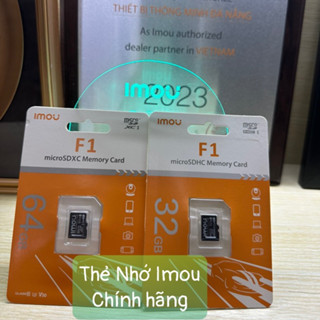 THIẾT BỊ THÔNG MINH
As Imou authorized
dealer partner in VIETNAM
imou
2023
imou
F1
microSDXC Memory Card
64
imou
F1
microSDHC Memory Card
32GB
Thẻ Nhớ Imou
Chính hãng